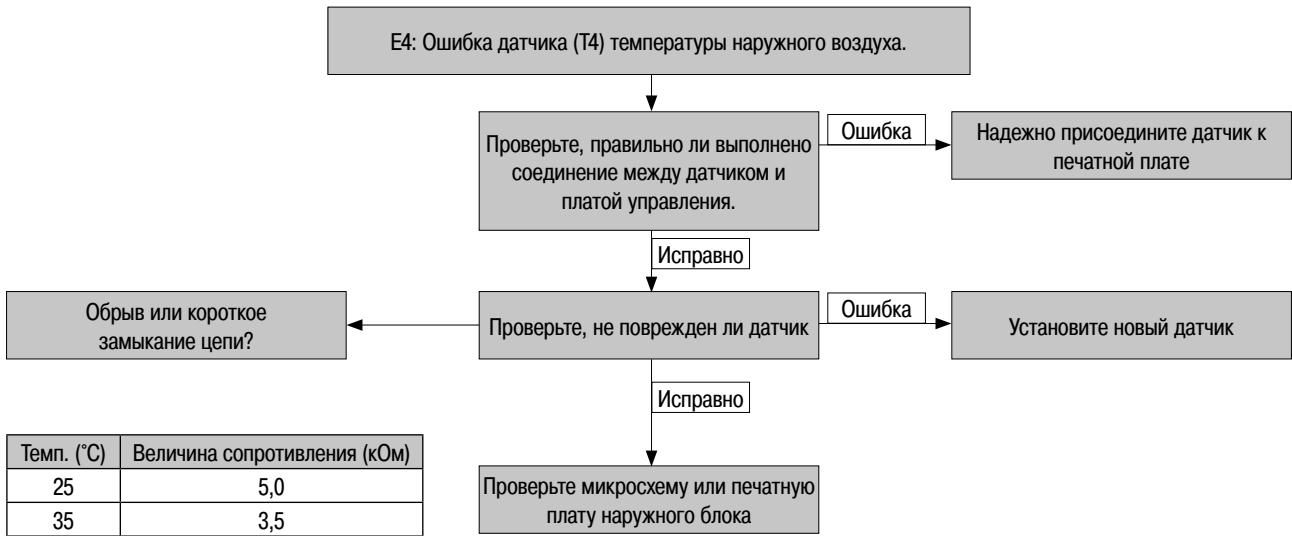 E4: Ошибка датчика (T4) температуры наружного воздуха.
Проверьте, правильно ли выполнено
соединение между датчиком и
платой управления.
Ошибка
Надежно присоедините датчик к
печатной плате
Исправно
Обрыв или короткое
замыкание цепи?
Проверьте, не поврежден ли датчик
Ошибка
Установите новый датчик
Исправно
Темп. (˚C) Величина сопротивления (кОм)
25 5,0
35 3,5
Проверьте микросхему или печатную
плату наружного блока